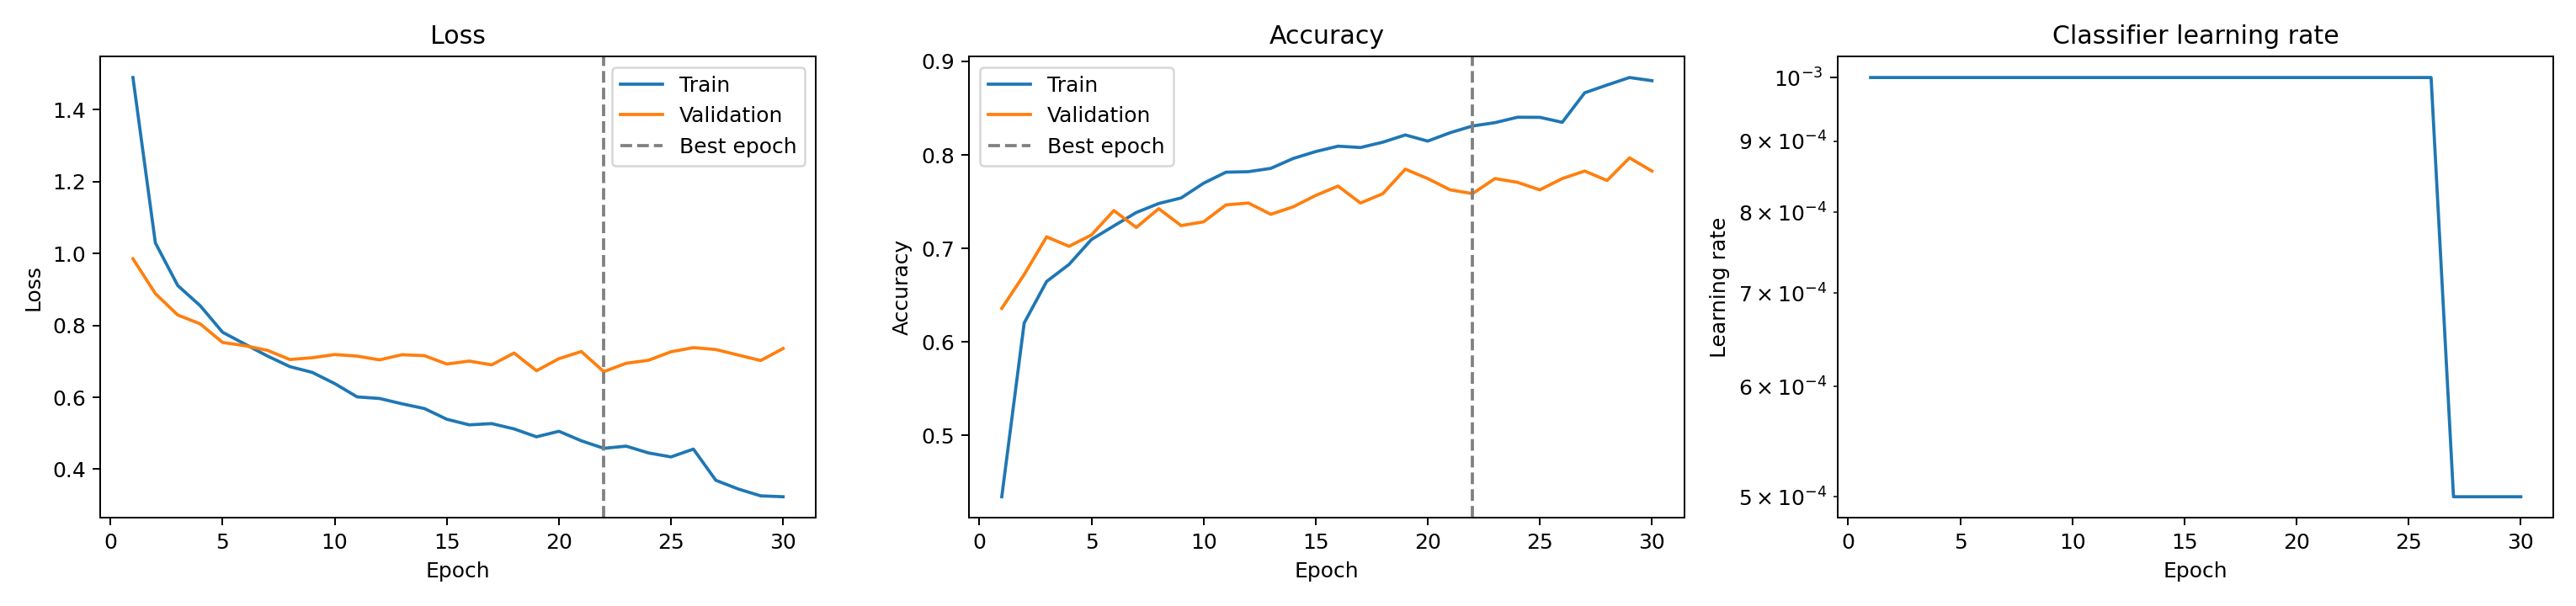 Loss
Train
Validation
Best epoch
1.4
1.2
1.0
0.8
0.6
0.4
Loss
0 5 10 15 20 25 30
Epoch
Accuracy
Train
Validation
Best epoch
0.9
0.8
0.7
0.6
0.5
Accuracy
0 5 10 15 20 25 30
Epoch
Classifier learning rate
10⁻³
9 × 10⁻⁴
8 × 10⁻⁴
7 × 10⁻⁴
6 × 10⁻⁴
5 × 10⁻⁴
Learning rate
0 5 10 15 20 25 30
Epoch